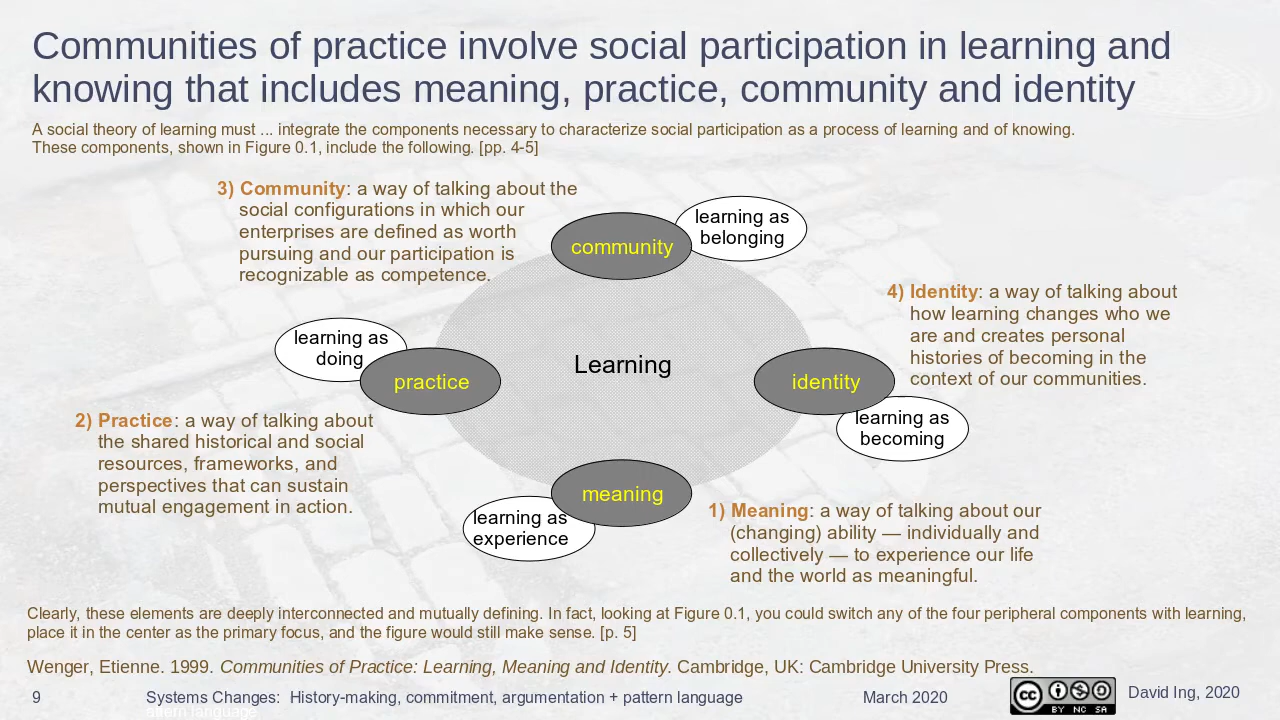 Communities of practice involve social participation in learning and
knowing that includes meaning, practice, community and identity
A social theory of learning must ... integrate the components necessary to characterize social participation as a process of learning and of knowing.
These components, shown in Figure 0.1, include the following. [pp. 4-5]
3) Community: a way of talking about the
social configurations in which our
enterprises are defined as worth
pursuing and our participation is
recognizable as competence.
community
learning as
belonging
4) Identity: a way of talking about
how learning changes who we
are and creates personal
histories of becoming in the
context of our communities.
learning as
doing
practice
Learning
identity
learning as
becoming
2) Practice: a way of talking about
the shared historical and social
resources, frameworks, and
perspectives that can sustain
mutual engagement in action.
meaning
learning as
experience
1) Meaning: a way of talking about our
(changing) ability — individually and
collectively — to experience our life
and the world as meaningful.
Clearly, these elements are deeply interconnected and mutually defining. In fact, looking at Figure 0.1, you could switch any of the four peripheral components with learning,
place it in the center as the primary focus, and the figure would still make sense. [p. 5]
Wenger, Etienne. 1999. Communities of Practice: Learning, Meaning and Identity. Cambridge, UK: Cambridge University Press.
9
Systems Changes: History-making, commitment, argumentation + pattern language
attern language
March 2020
cc
BY NC SA
David Ing, 2020